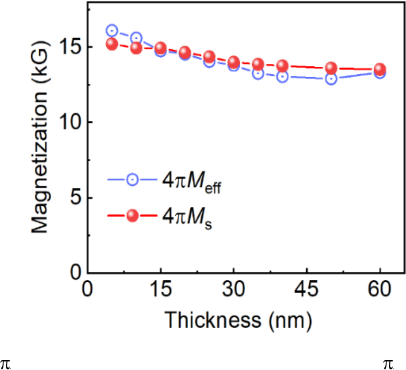 Magnetization (kG)
15
10
5
0
4πMeff
4πMs
0 15 30 45 60
Thickness (nm)
π π